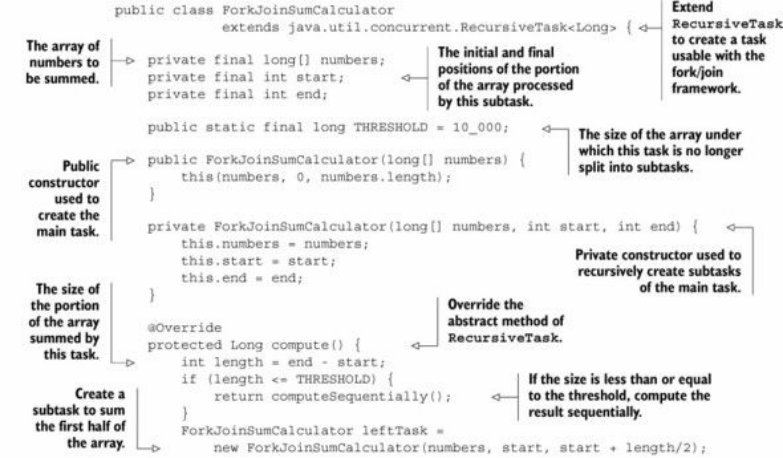 public class ForkJoinSumCalculator
extends java.util.concurrent.RecursiveTask<Long> {
Extend
RecursiveTask
to create a task
usable with the
fork/join
framework.
The array of
numbers to
be summed.
private final long[] numbers;
private final int start;
private final int end;
The initial and final
positions of the portion
of the array processed
by this subtask.
public static final long THRESHOLD = 10_000;
The size of the array under
which this task is no longer
split into subtasks.
Public
constructor
used to
create the
main task.
public ForkJoinSumCalculator(long[] numbers) {
this(numbers, 0, numbers.length);
}
private ForkJoinSumCalculator(long[] numbers, int start, int end) {
this.numbers = numbers;
this.start = start;
this.end = end;
}
Private constructor used to
recursively create subtasks
of the main task.
The size of
the portion
of the array
summed by
this task.
@Override
protected Long compute() {
Override the
abstract method of
RecursiveTask.
int length = end - start;
if (length <= THRESHOLD) {
return computeSequentially();
}
If the size is less than or equal
to the threshold, compute the
result sequentially.
Create a
subtask to sum
the first half of
the array.
ForkJoinSumCalculator leftTask =
new ForkJoinSumCalculator(numbers, start, start + length/2);